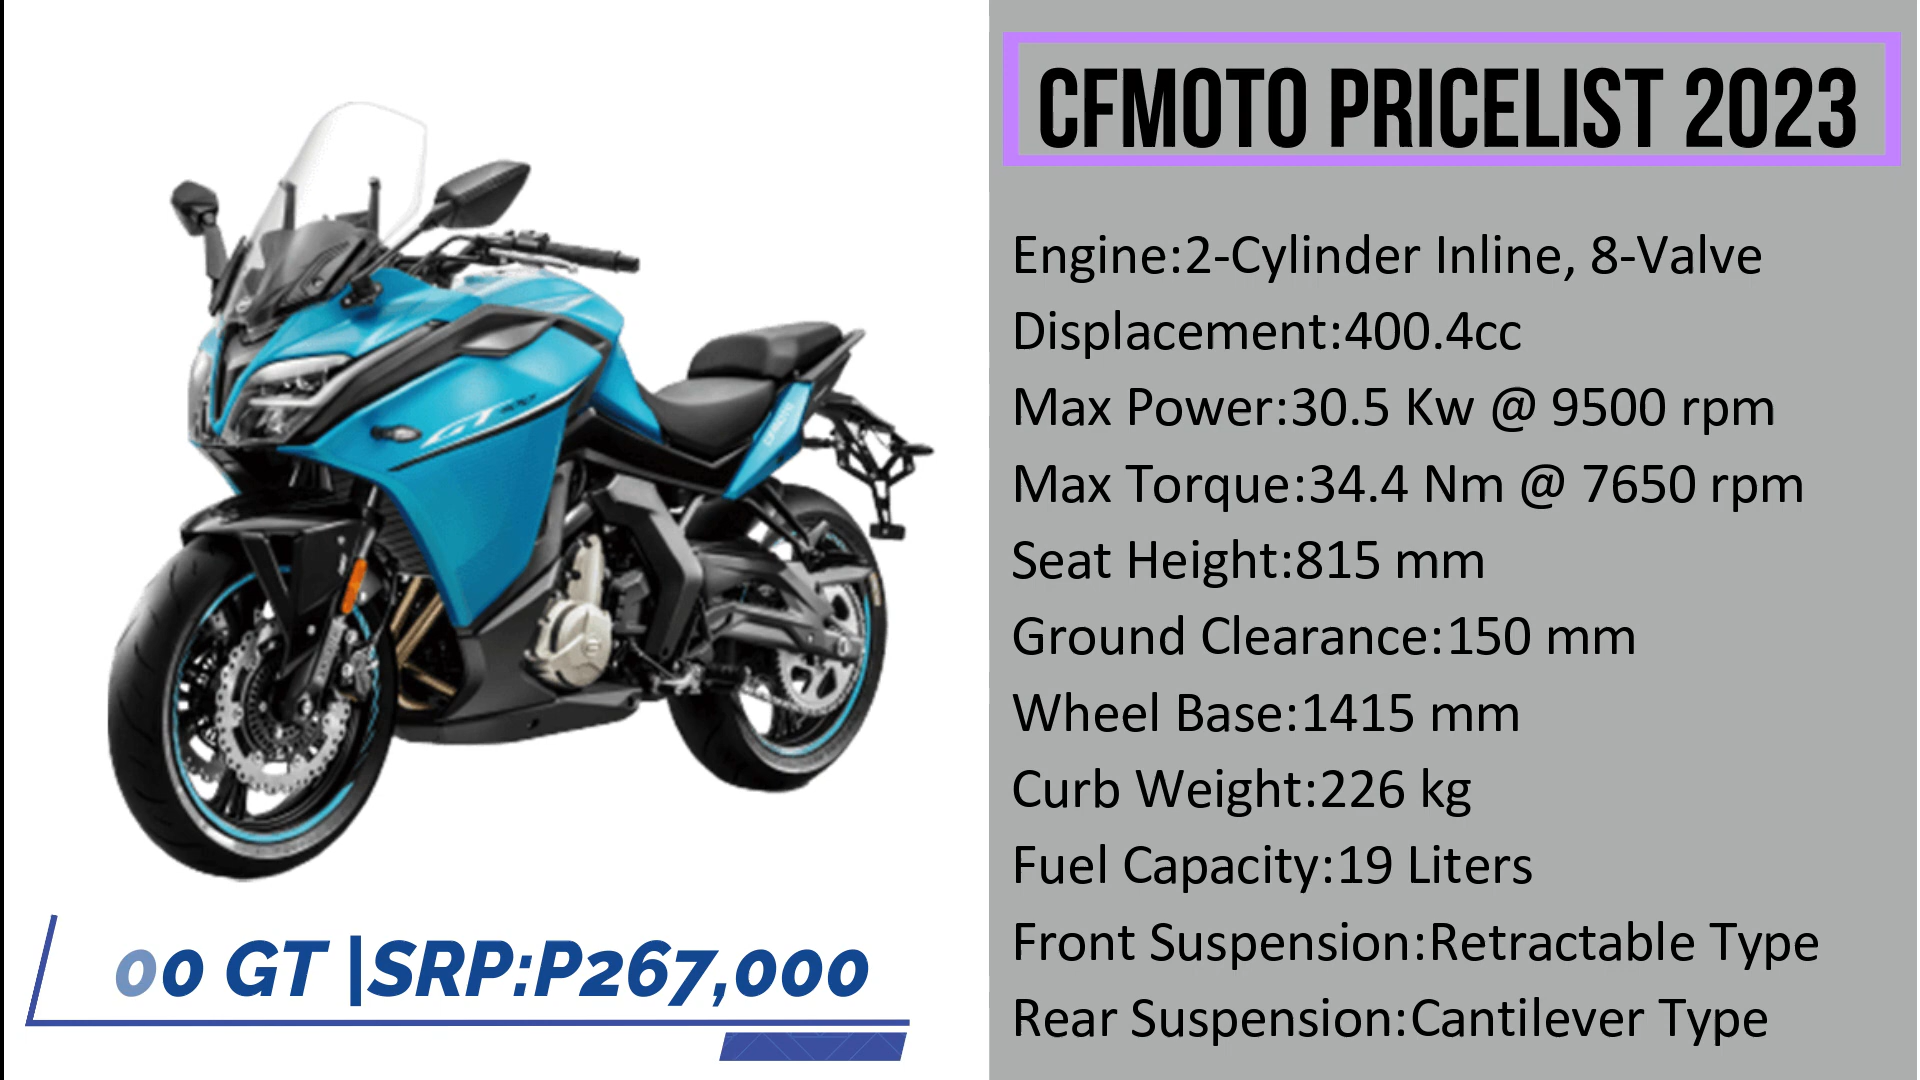 CFMOTO PRICELIST 2023
Engine:2-Cylinder Inline, 8-Valve
Displacement:400.4cc
Max Power:30.5 Kw @ 9500 rpm
Max Torque:34.4 Nm @ 7650 rpm
Seat Height:815 mm
Ground Clearance:150 mm
Wheel Base:1415 mm
Curb Weight:226 kg
Fuel Capacity:19 Liters
Front Suspension:Retractable Type
Rear Suspension:Cantilever Type
GT
CFMOTO
00 GT |SRP:P267,000